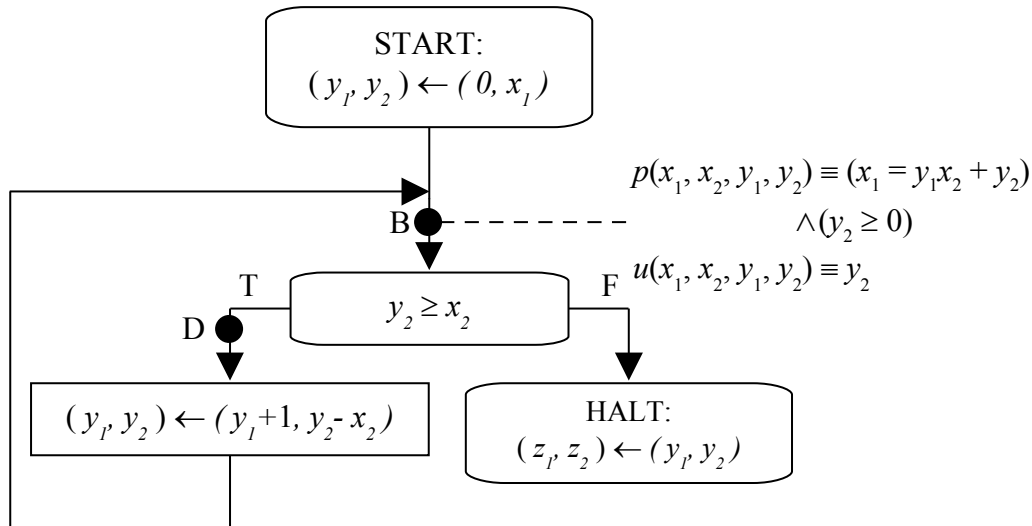 START:
( y₁, y₂ ) ← ( 0, x₁ )
p(x₁, x₂, y₁, y₂) ≡ (x₁ = y₁x₂ + y₂)
B
∧(y₂ ≥ 0)
u(x₁, x₂, y₁, y₂) ≡ y₂
T
F
y₂ ≥ x₂
D
( y₁, y₂ ) ← ( y₁+1, y₂- x₂ )
HALT:
( z₁, z₂ ) ← ( y₁, y₂ )